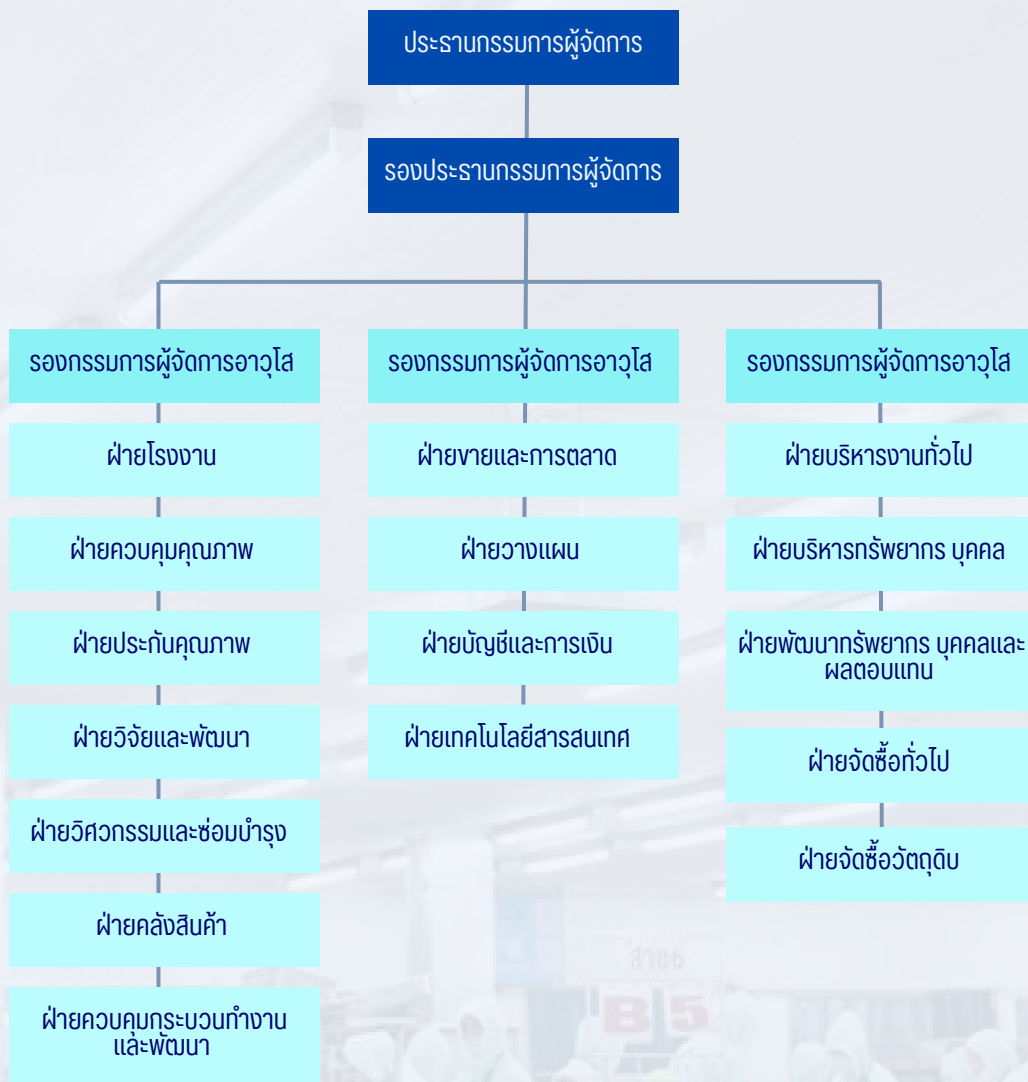 ประธานกรรมการผู้จัดการ
รองประธานกรรมการผู้จัดการ
รองกรรมการผู้จัดการอาวุโส
ฝ่ายโรงงาน
ฝ่ายควบคุมคุณภาพ
ฝ่ายประกันคุณภาพ
ฝ่ายวิจัยและพัฒนา
ฝ่ายวิศวกรรมและซ่อมบำรุง
ฝ่ายคลังสินค้า
ฝ่ายควบคุมกระบวนทำงาน
และพัฒนา
รองกรรมการผู้จัดการอาวุโส
ฝ่ายขายและการตลาด
ฝ่ายวางแผน
ฝ่ายบัญชีและการเงิน
ฝ่ายเทคโนโลยีสารสนเทศ
รองกรรมการผู้จัดการอาวุโส
ฝ่ายบริหารงานทั่วไป
ฝ่ายบริหารทรัพยากร บุคคล
ฝ่ายพัฒนาทรัพยากร บุคคลและ
ผลตอบแทน
ฝ่ายจัดซื้อทั่วไป
ฝ่ายจัดซื้อวัตถุดิบ
สาย6
B 5